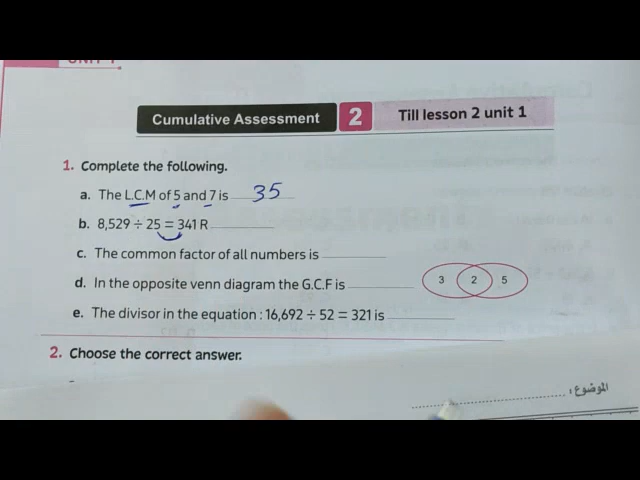 Cumulative Assessment 2 Till lesson 2 unit 1
1. Complete the following.
a. The L.C.M of 5 and 7 is 35
b. 8,529 ÷ 25 = 341 R
c. The common factor of all numbers is
d. In the opposite venn diagram the G.C.F is
3 2 5
e. The divisor in the equation : 16,692 ÷ 52 = 321 is
2. Choose the correct answer.
الموضوع :